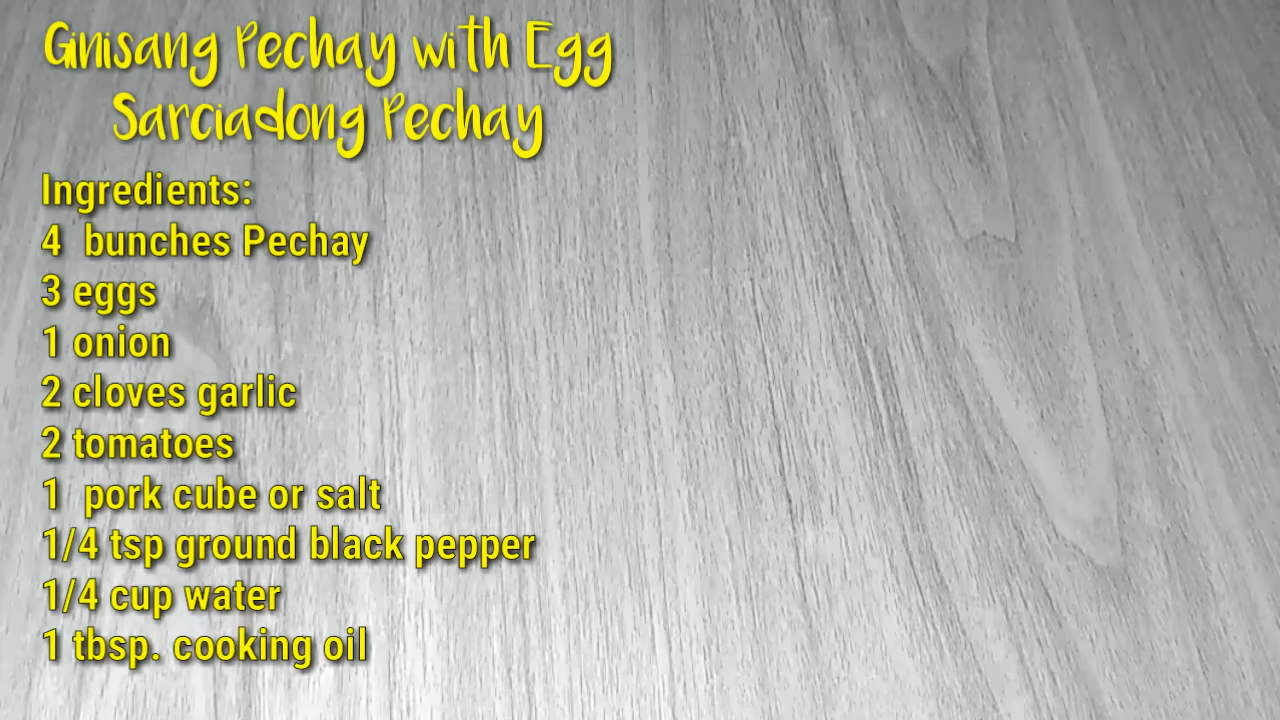 Ginisang Pechay with Egg
Sarciadong Pechay
Ingredients:
4 bunches Pechay
3 eggs
1 onion
2 cloves garlic
2 tomatoes
1 pork cube or salt
1/4 tsp ground black pepper
1/4 cup water
1 tbsp. cooking oil